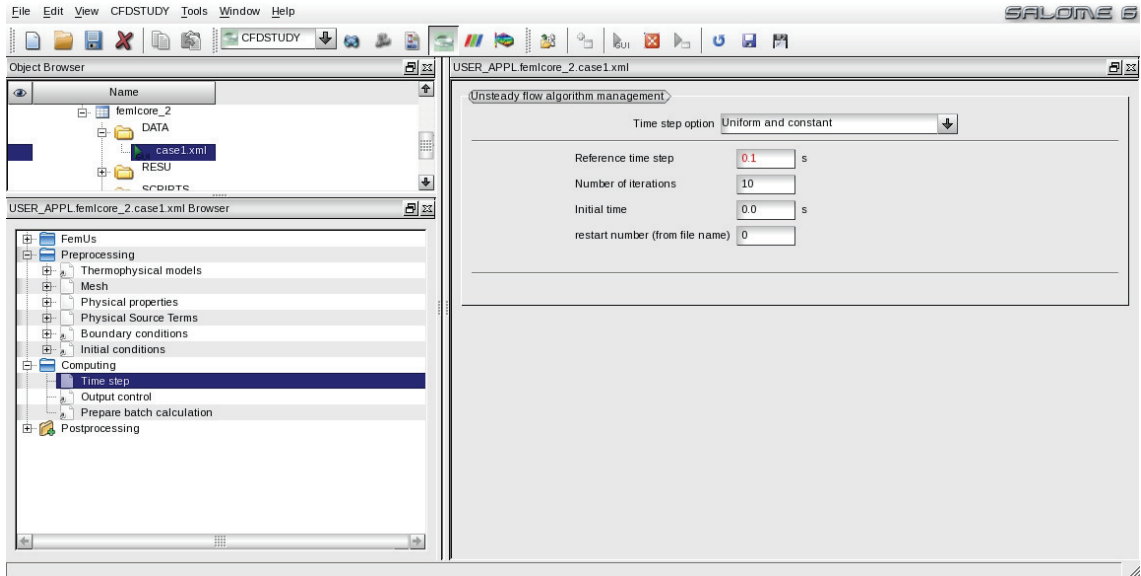 File Edit View CFDSTUDY Tools Window Help
SALOME 6
CFDSTUDY
GUI
Object Browser
Name
femlcore_2
DATA
case1.xml
RESU
SCRIPTS
USER_APPL.femlcore_2.case1.xml Browser
FemUs
Preprocessing
Thermophysical models
Mesh
Physical properties
Physical Source Terms
Boundary conditions
Initial conditions
Computing
Time step
Output control
Prepare batch calculation
Postprocessing
USER_APPL.femlcore_2.case1.xml
Unsteady flow algorithm management
Time step option Uniform and constant
Reference time step 0.1 s
Number of iterations 10
Initial time 0.0 s
restart number (from file name) 0